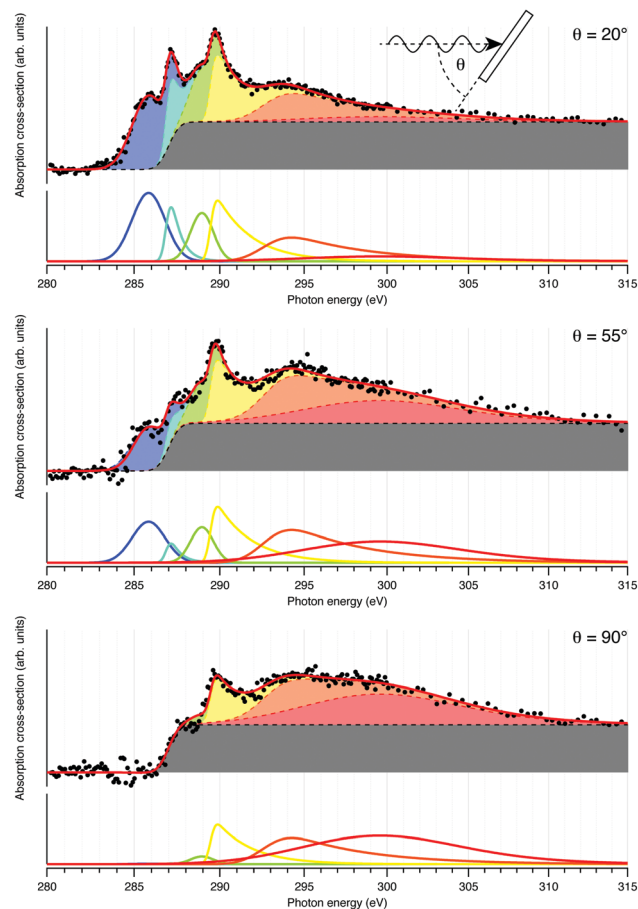 θ = 20°
θ
Absorption cross-section (arb. units)
280 285 290 295 300 305 310 315
Photon energy (eV)
θ = 55°
Absorption cross-section (arb. units)
280 285 290 295 300 305 310 315
Photon energy (eV)
θ = 90°
Absorption cross-section (arb. units)
280 285 290 295 300 305 310 315
Photon energy (eV)